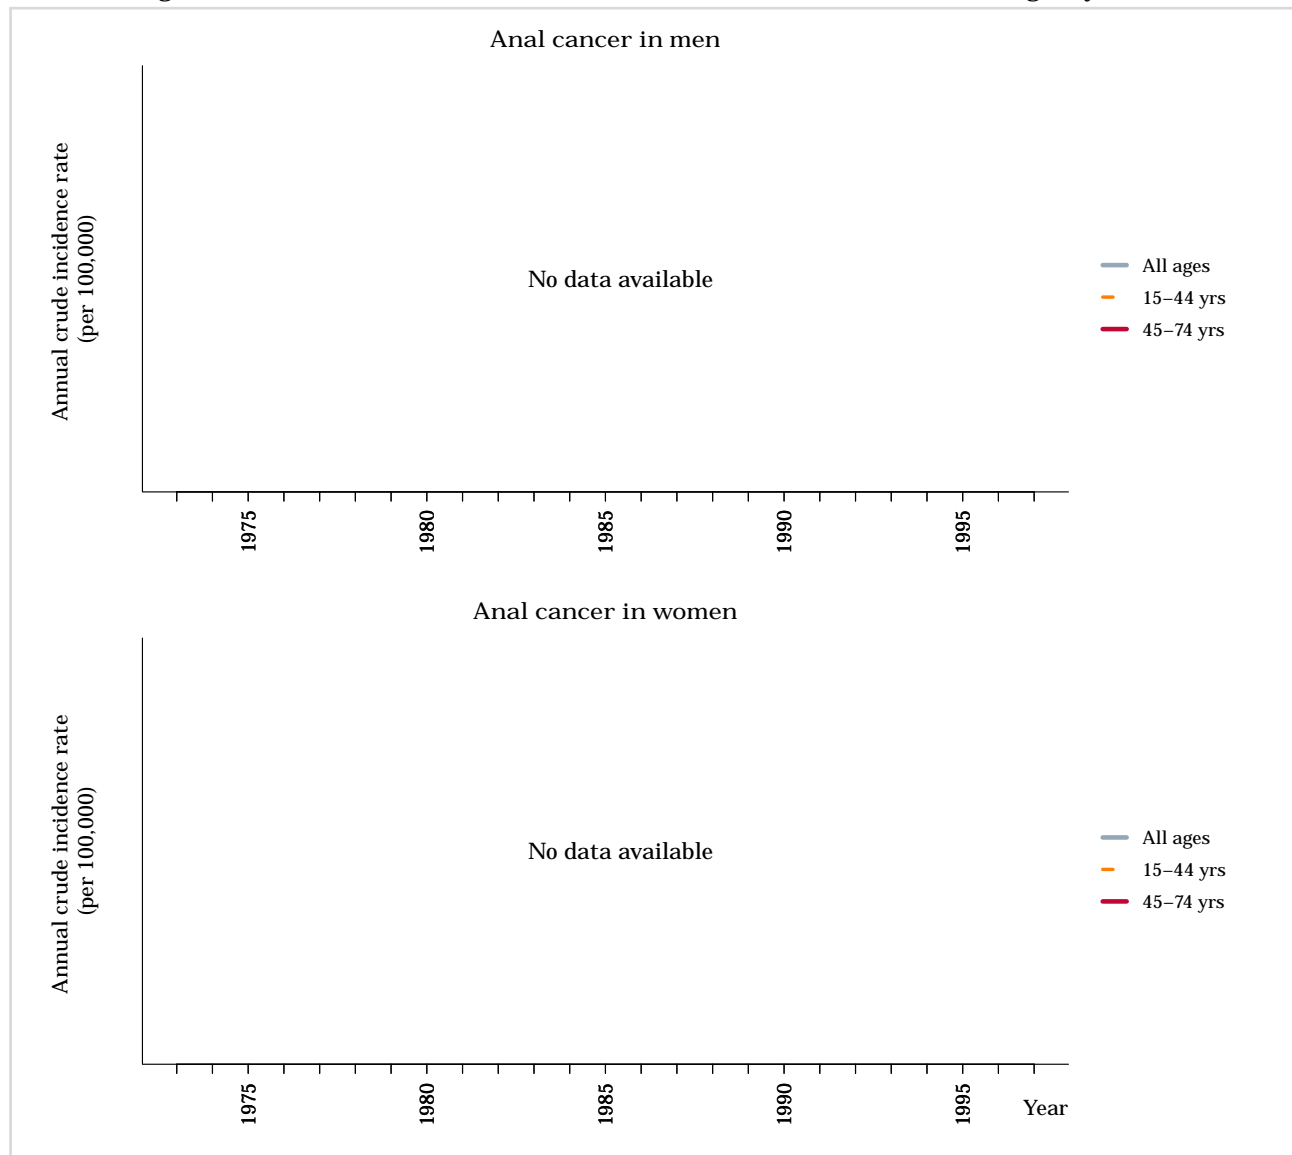 Anal cancer in men
Annual crude incidence rate
(per 100,000)
No data available
All ages
15–44 yrs
45–74 yrs
1975
1980
1985
1990
1995
Anal cancer in women
Annual crude incidence rate
(per 100,000)
No data available
All ages
15–44 yrs
45–74 yrs
1975
1980
1985
1990
1995
Year